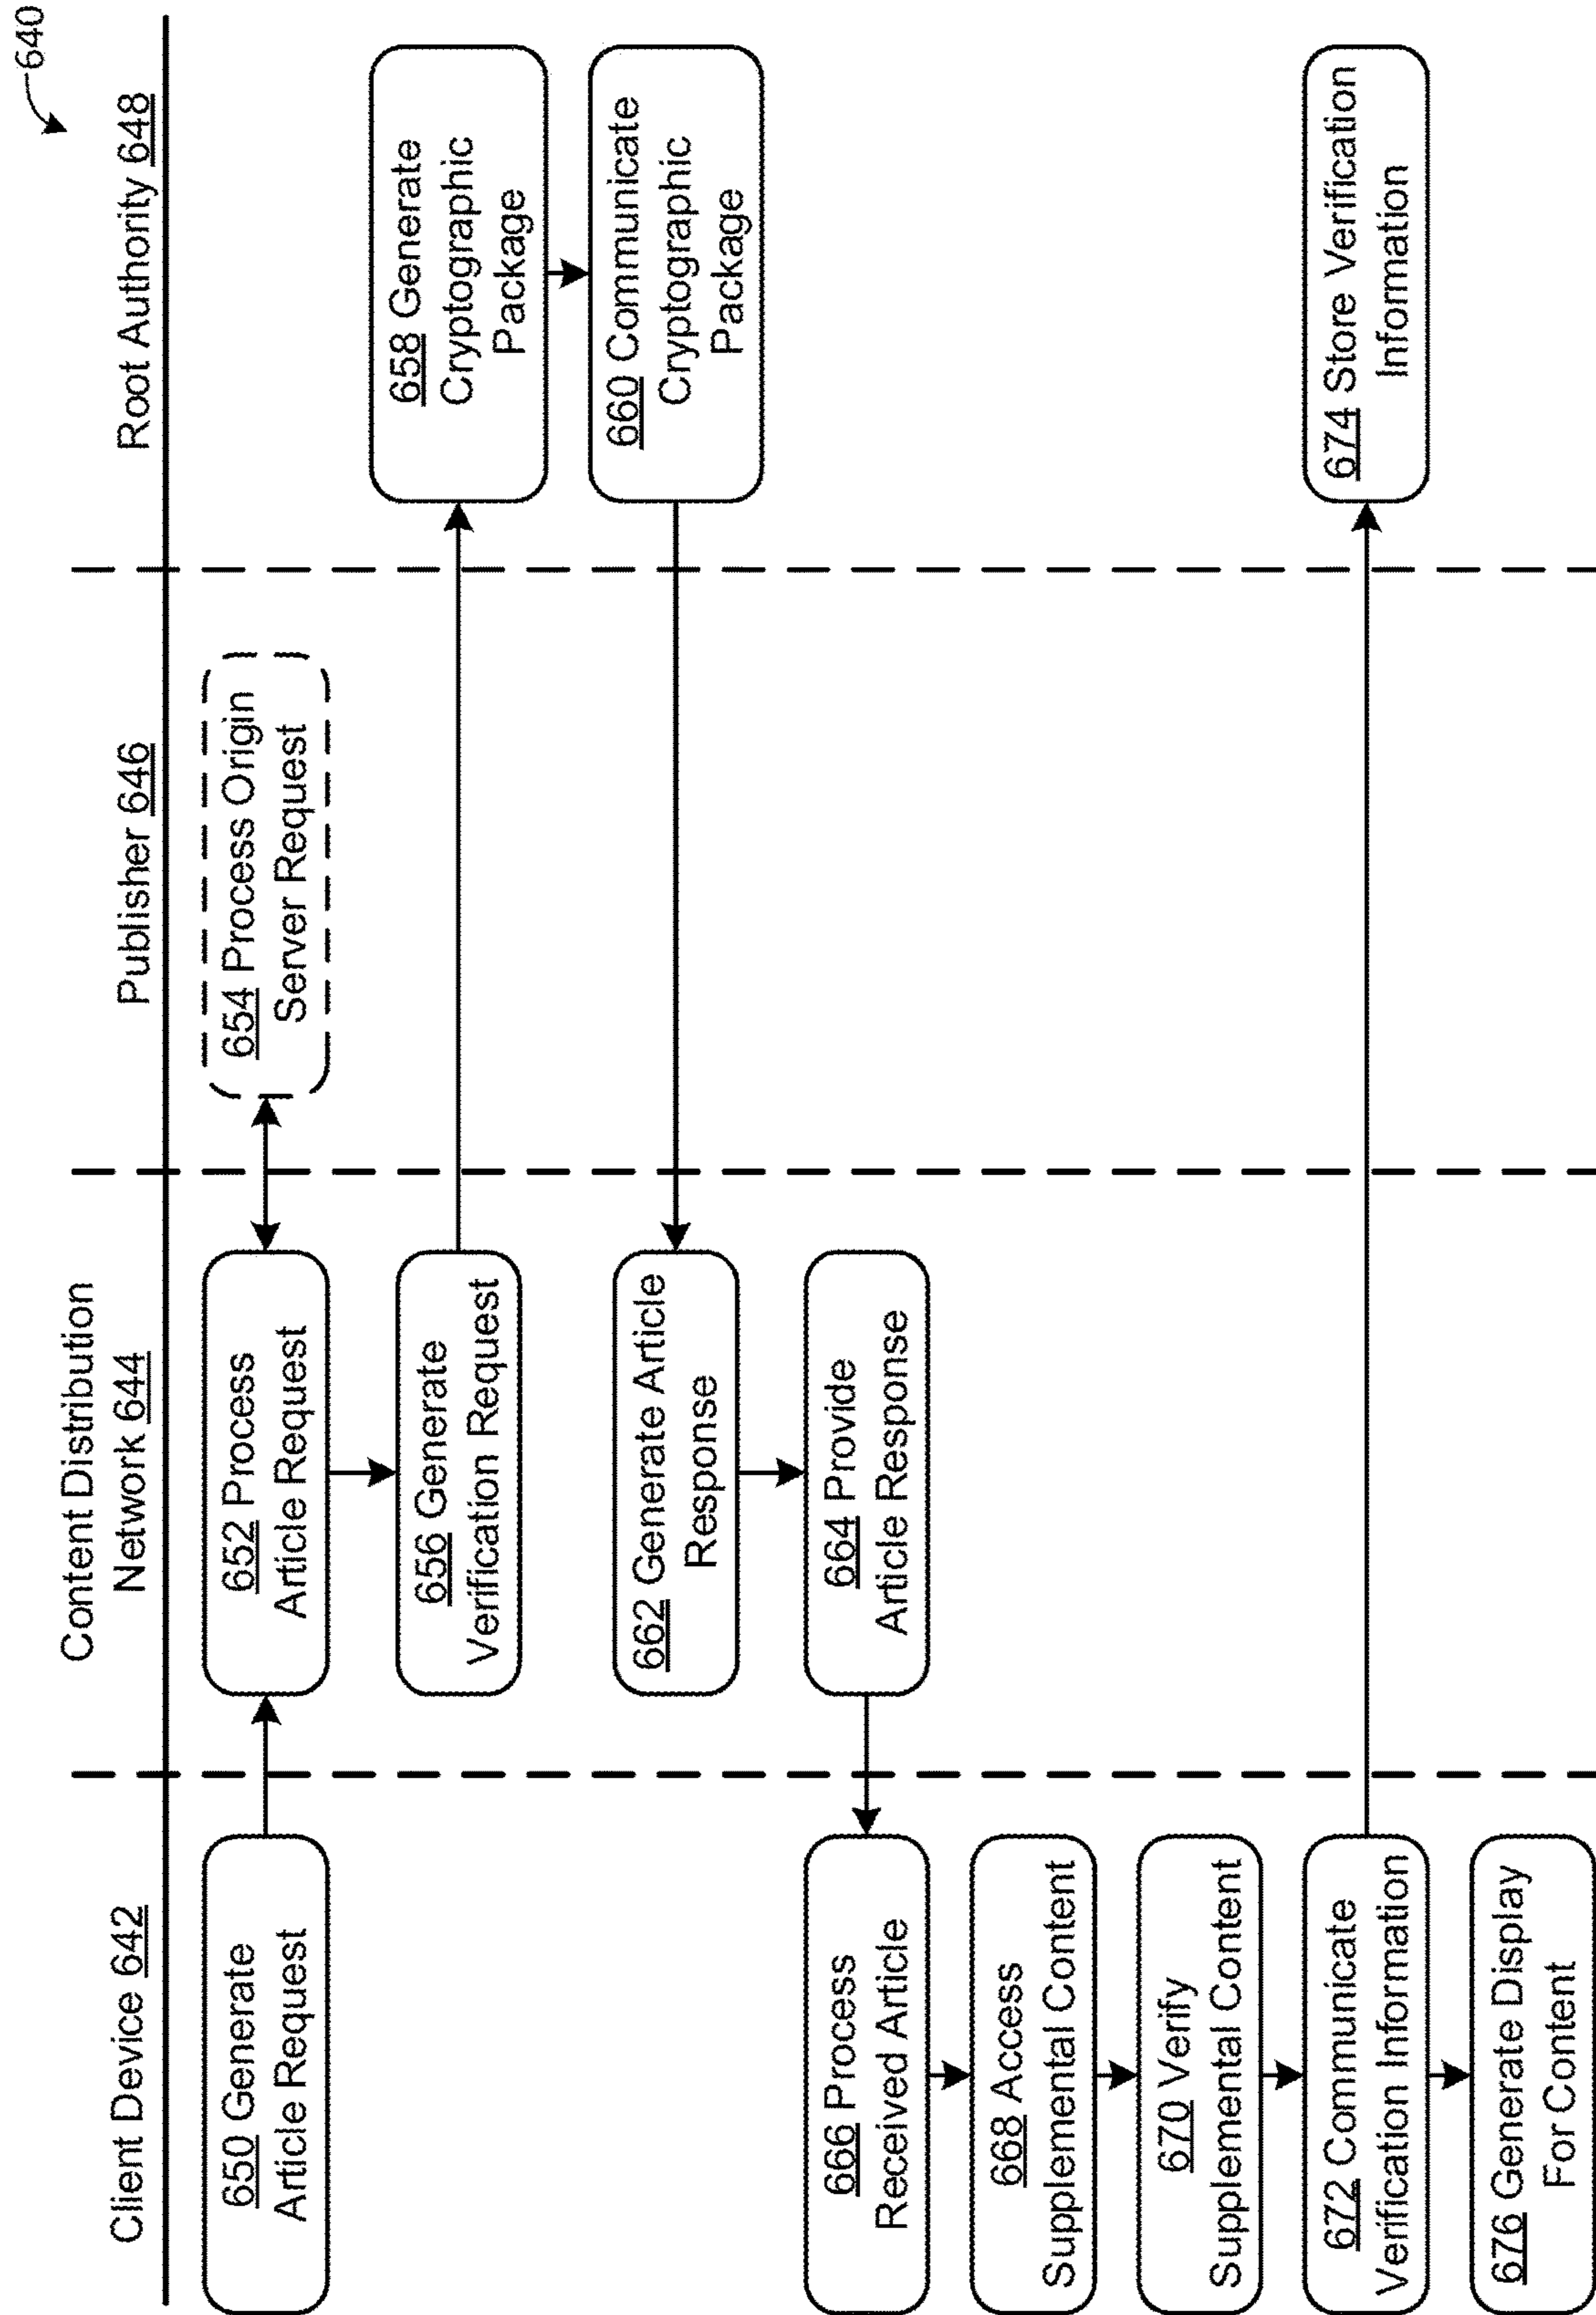 640
Client Device 642
Content Distribution
Network 644
Publisher 646
Root Authority 648
650 Generate
Article Request
652 Process
Article Request
654 Process Origin
Server Request
656 Generate
Verification Request
658 Generate
Cryptographic
Package
660 Communicate
Cryptographic
Package
662 Generate Article
Response
664 Provide
Article Response
666 Process
Received Article
668 Access
Supplemental Content
670 Verify
Supplemental Content
672 Communicate
Verification Information
674 Store Verification
Information
676 Generate Display
For Content